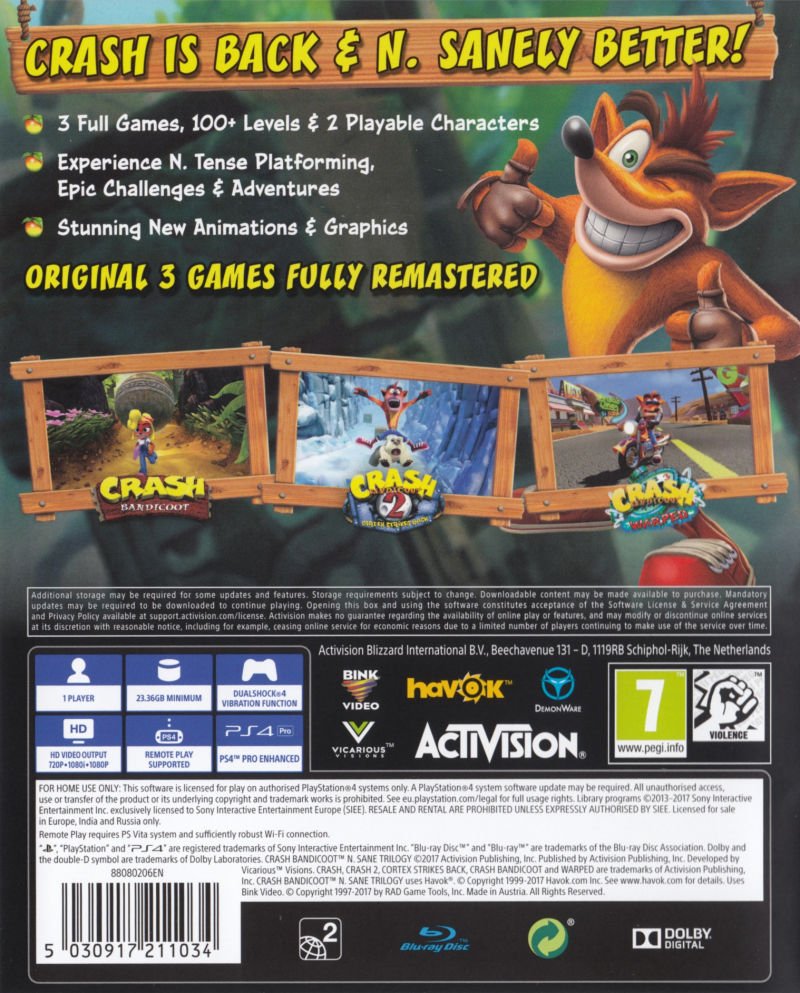 CRASH IS BACK & N. SANELY BETTER!
3 Full Games, 100+ Levels & 2 Playable Characters
Experience N. Tense Platforming,
Epic Challenges & Adventures
Stunning New Animations & Graphics
ORIGINAL 3 GAMES FULLY REMASTERED
CRASH
BANDICOOT
CRASH
BANDICOOT
2
CORTEX STRIKES BACK
CRASH
BANDICOOT
WARPED
Additional storage may be required for some updates and features. Storage requirements subject to change. Downloadable content may be made available to purchase. Mandatory
updates may be required to be downloaded to continue playing. Opening this box and using the software constitutes acceptance of the Software License & Service Agreement
and Privacy Policy available at support.activision.com/license. Activision makes no guarantee regarding the availability of online play or features, and may modify or discontinue online services
at its discretion with reasonable notice, including for example, ceasing online service for economic reasons due to a limited number of players continuing to make use of the service over time.
Activision Blizzard International B.V., Beechavenue 131 – D, 1119RB Schiphol-Rijk, The Netherlands
1 PLAYER
23.36GB MINIMUM
DUALSHOCK®4
VIBRATION FUNCTION
HD
HD VIDEO OUTPUT
720p•1080i•1080p
PS4
REMOTE PLAY
SUPPORTED
PS4 Pro
PS4™ PRO ENHANCED
BINK
VIDEO
havok™
DEMONWARE
VICARIOUS™
VISIONS
ACTIVISION®
7
www.pegi.info
VIOLENCE
FOR HOME USE ONLY: This software is licensed for play on authorised PlayStation®4 systems only. A PlayStation®4 system software update may be required. All unauthorised access,
use or transfer of the product or its underlying copyright and trademark works is prohibited. See eu.playstation.com/legal for full usage rights. Library programs ©2013-2017 Sony Interactive
Entertainment Inc. exclusively licensed to Sony Interactive Entertainment Europe (SIEE). RESALE AND RENTAL ARE PROHIBITED UNLESS EXPRESSLY AUTHORISED BY SIEE. Licensed for sale
in Europe, India and Russia only.
Remote Play requires PS Vita system and sufficiently robust Wi-Fi connection.
"PS", "PlayStation" and "PS4" are registered trademarks of Sony Interactive Entertainment Inc. "Blu-ray Disc™" and "Blu-ray™" are trademarks of the Blu-ray Disc Association. Dolby and
the double-D symbol are trademarks of Dolby Laboratories. CRASH BANDICOOT™ N. SANE TRILOGY ©2017 Activision Publishing, Inc. Published by Activision Publishing, Inc. Developed by
Vicarious™ Visions. CRASH, CRASH 2, CORTEX STRIKES BACK, CRASH BANDICOOT and WARPED are trademarks of Activision Publishing,
Inc. CRASH BANDICOOT™ N. SANE TRILOGY uses Havok®. © Copyright 1999-2017 Havok.com Inc. See www.havok.com for details. Uses
Bink Video. © Copyright 1997-2017 by RAD Game Tools, Inc. Made in Austria. All Rights Reserved.
88080206EN
5 030917 211034
2
Blu-ray Disc™
®
DOLBY
DIGITAL